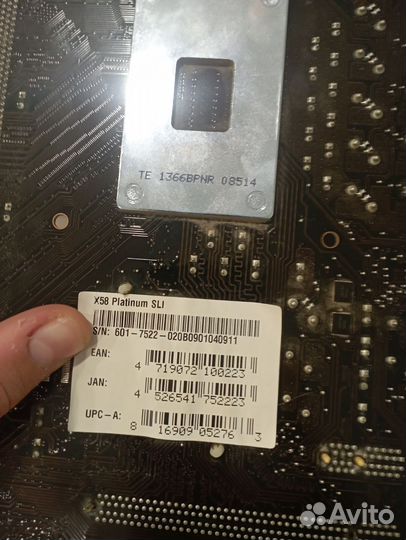 TE 1366BPNR 08514
X58 Platinum SLI
S/N: 601-7522-020B0901040911
EAN:
4 719072 100223
JAN:
4 526541 752223
UPC-A:
8 16909 05276 3
Avito